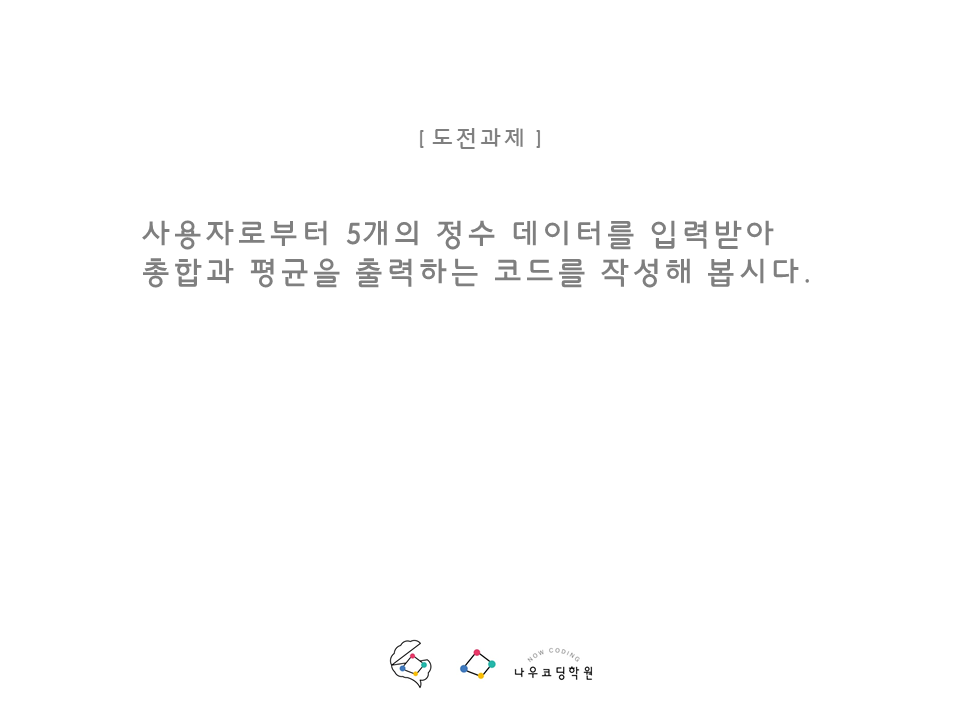 [ 도전과제 ]
사용자로부터 5개의 정수 데이터를 입력받아
총합과 평균을 출력하는 코드를 작성해 봅시다.
NOW CODING
나우코딩학원